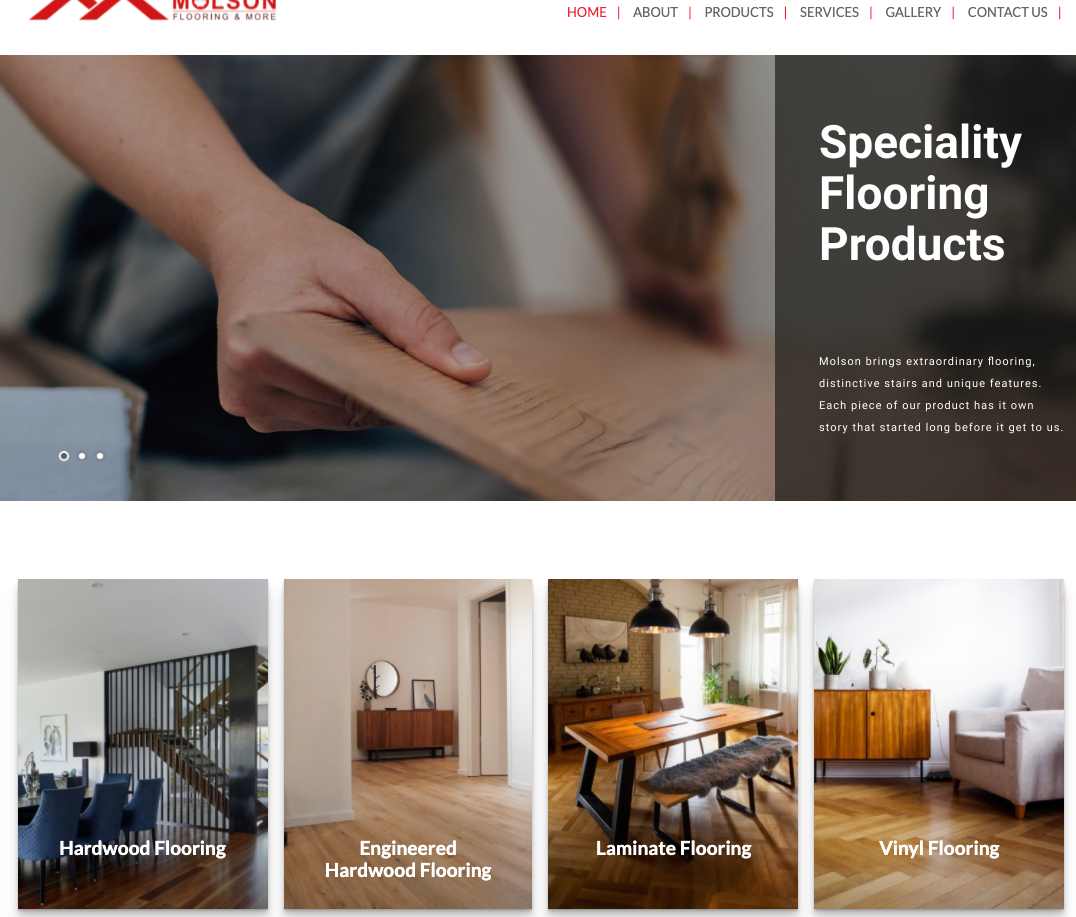 MOLSON
FLOORING & MORE
HOME | ABOUT | PRODUCTS | SERVICES | GALLERY | CONTACT US |
Speciality
Flooring
Products
Molson brings extraordinary flooring,
distinctive stairs and unique features.
Each piece of our product has it own
story that started long before it get to us.
Hardwood Flooring
Engineered
Hardwood Flooring
Laminate Flooring
Vinyl Flooring